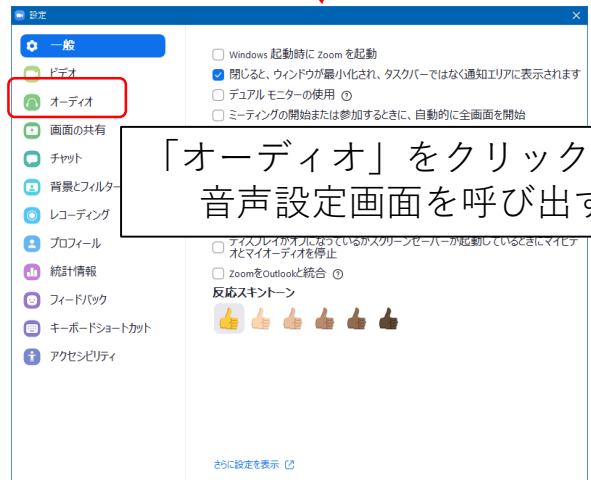 設定
一般
ビデオ
オーディオ
画面の共有
チャット
背景とフィルター
レコーディング
プロフィール
統計情報
フィードバック
キーボードショートカット
アクセシビリティ
Windows 起動時に Zoom を起動
閉じると、ウィンドウが最小化され、タスクバーではなく通知エリアに表示されます
デュアル モニターの使用
ミーティングの開始または参加するときに、自動的に全画面を開始
「オーディオ」をクリック
音声設定画面を呼び出す
ディスプレイがオフになっているかスクリーンセーバーが起動しているときにマイビデ
オとマイオーディオを停止
ZoomをOutlookと統合
反応スキントーン
さらに設定を表示